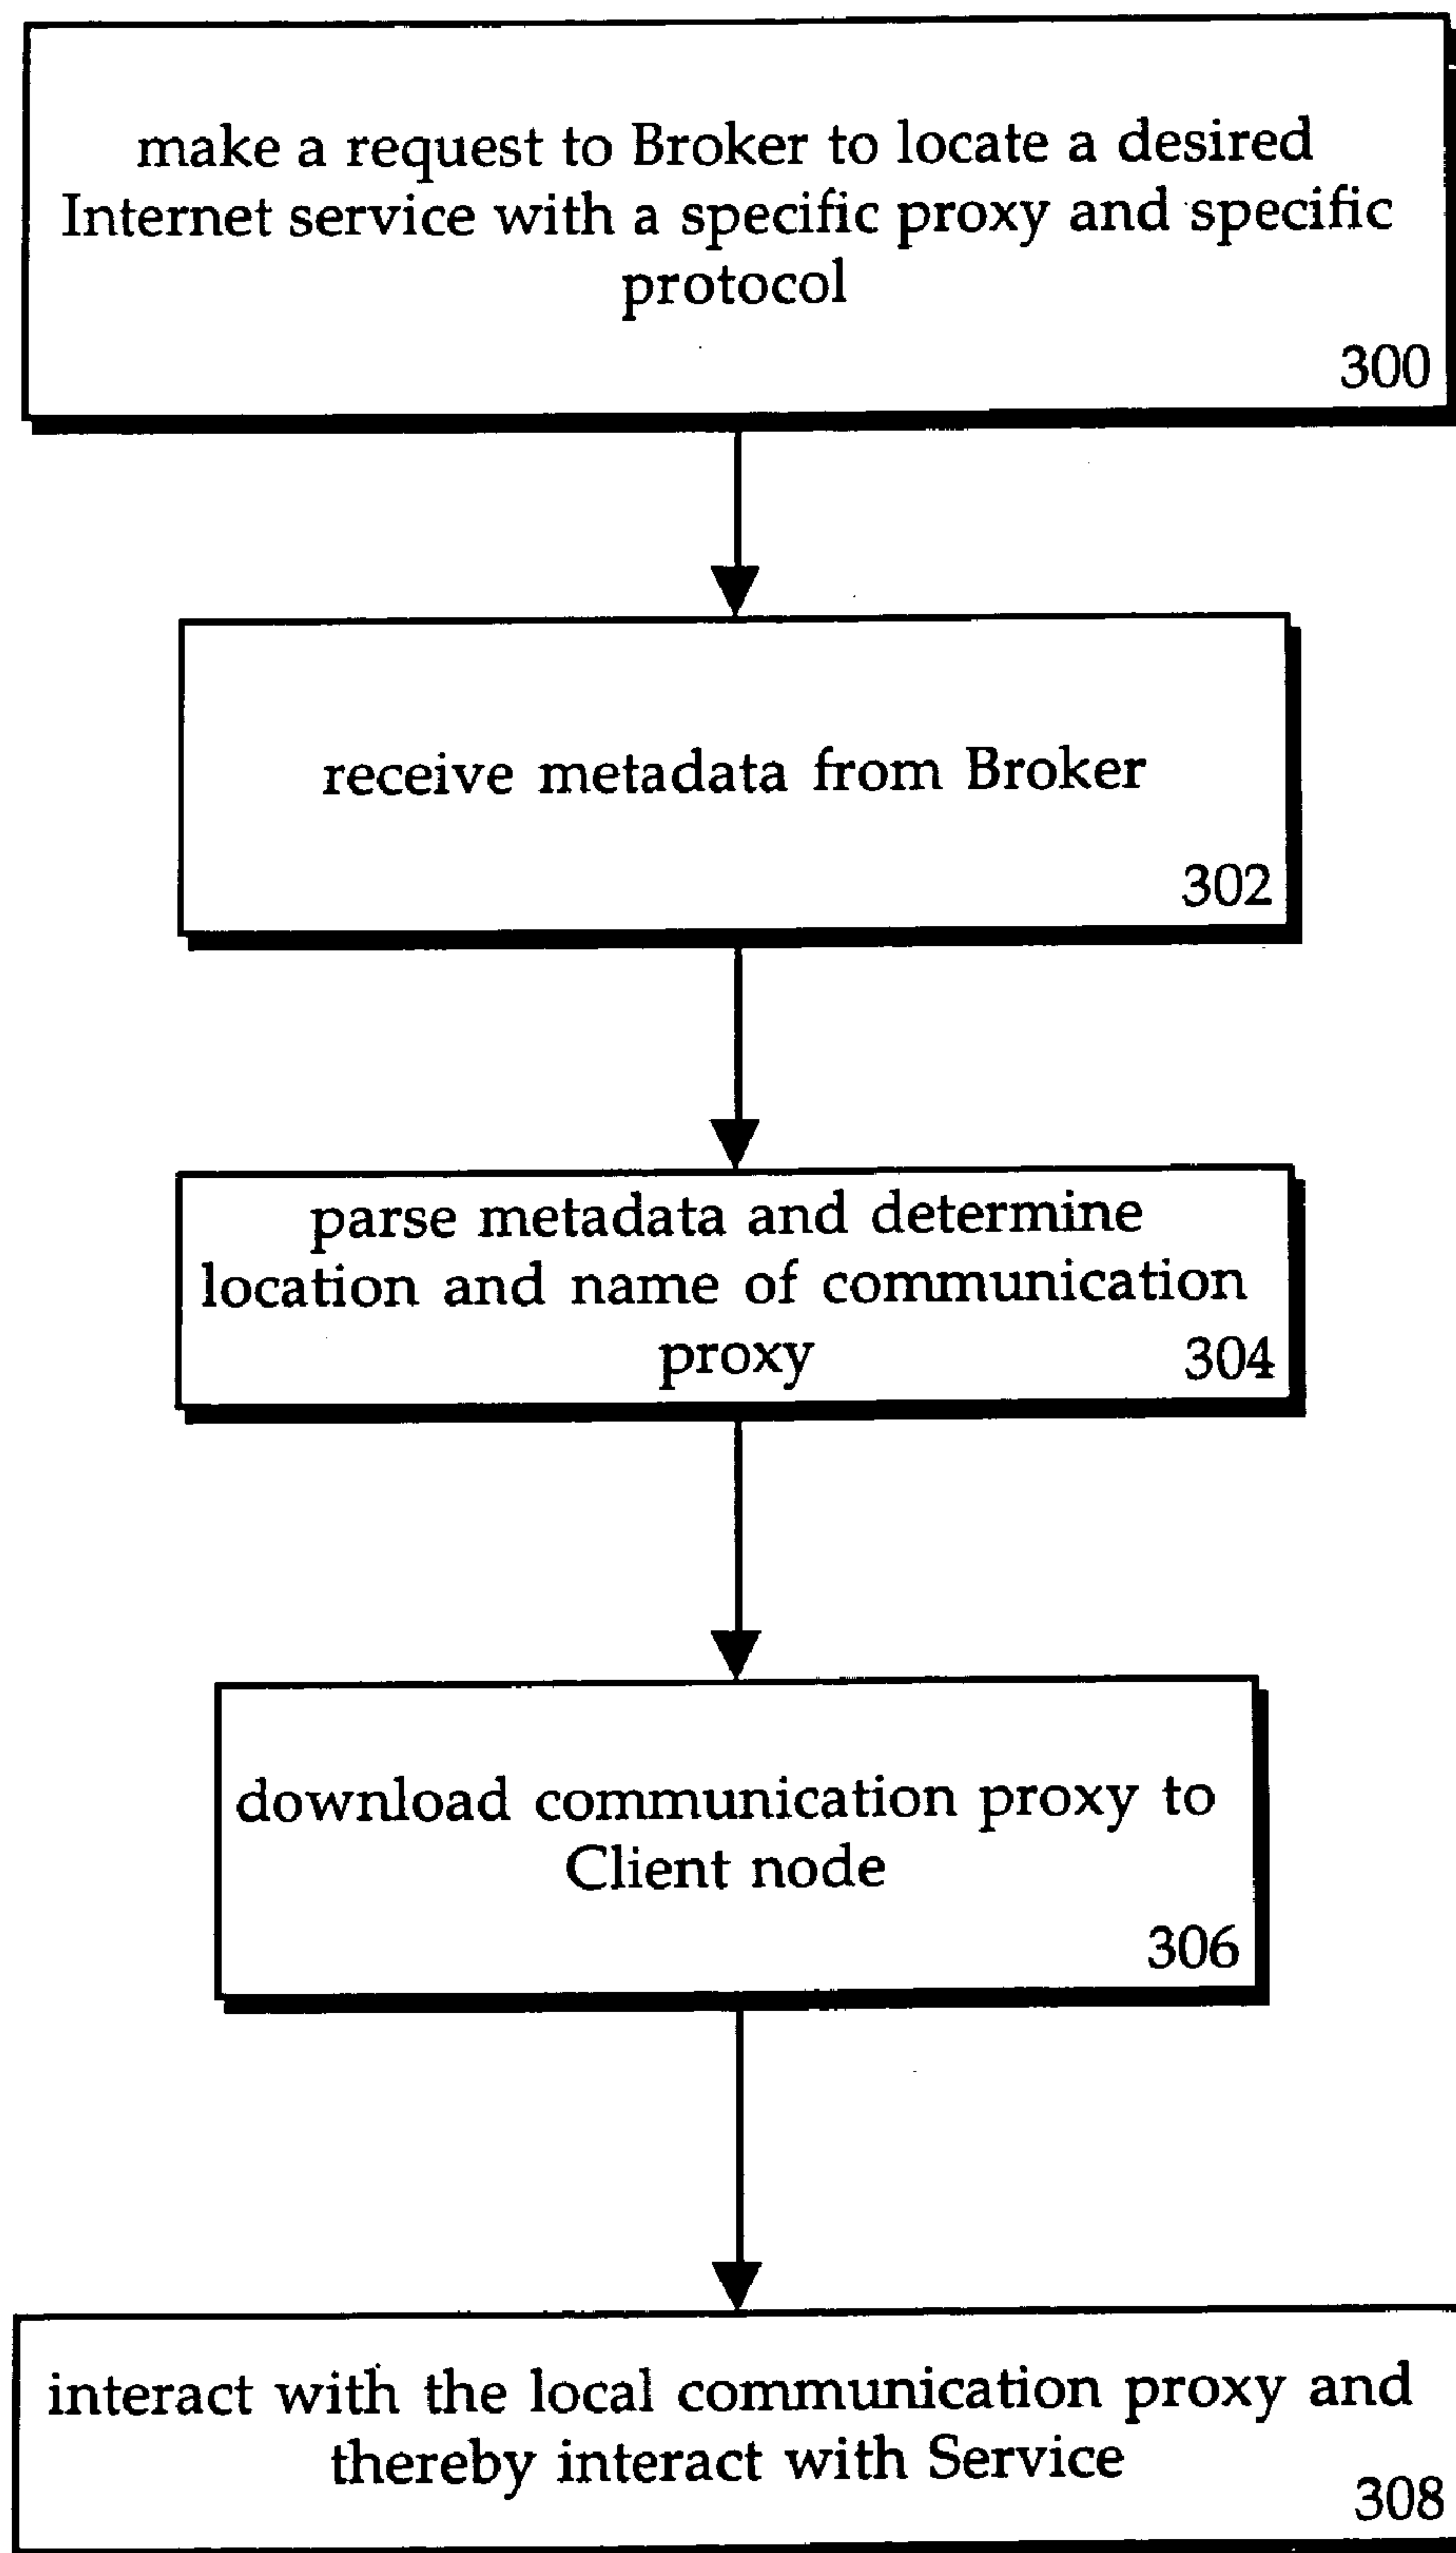 make a request to Broker to locate a desired
Internet service with a specific proxy and specific
protocol
300
receive metadata from Broker
302
parse metadata and determine
location and name of communication
proxy 304
download communication proxy to
Client node
306
interact with the local communication proxy and
thereby interact with Service
308